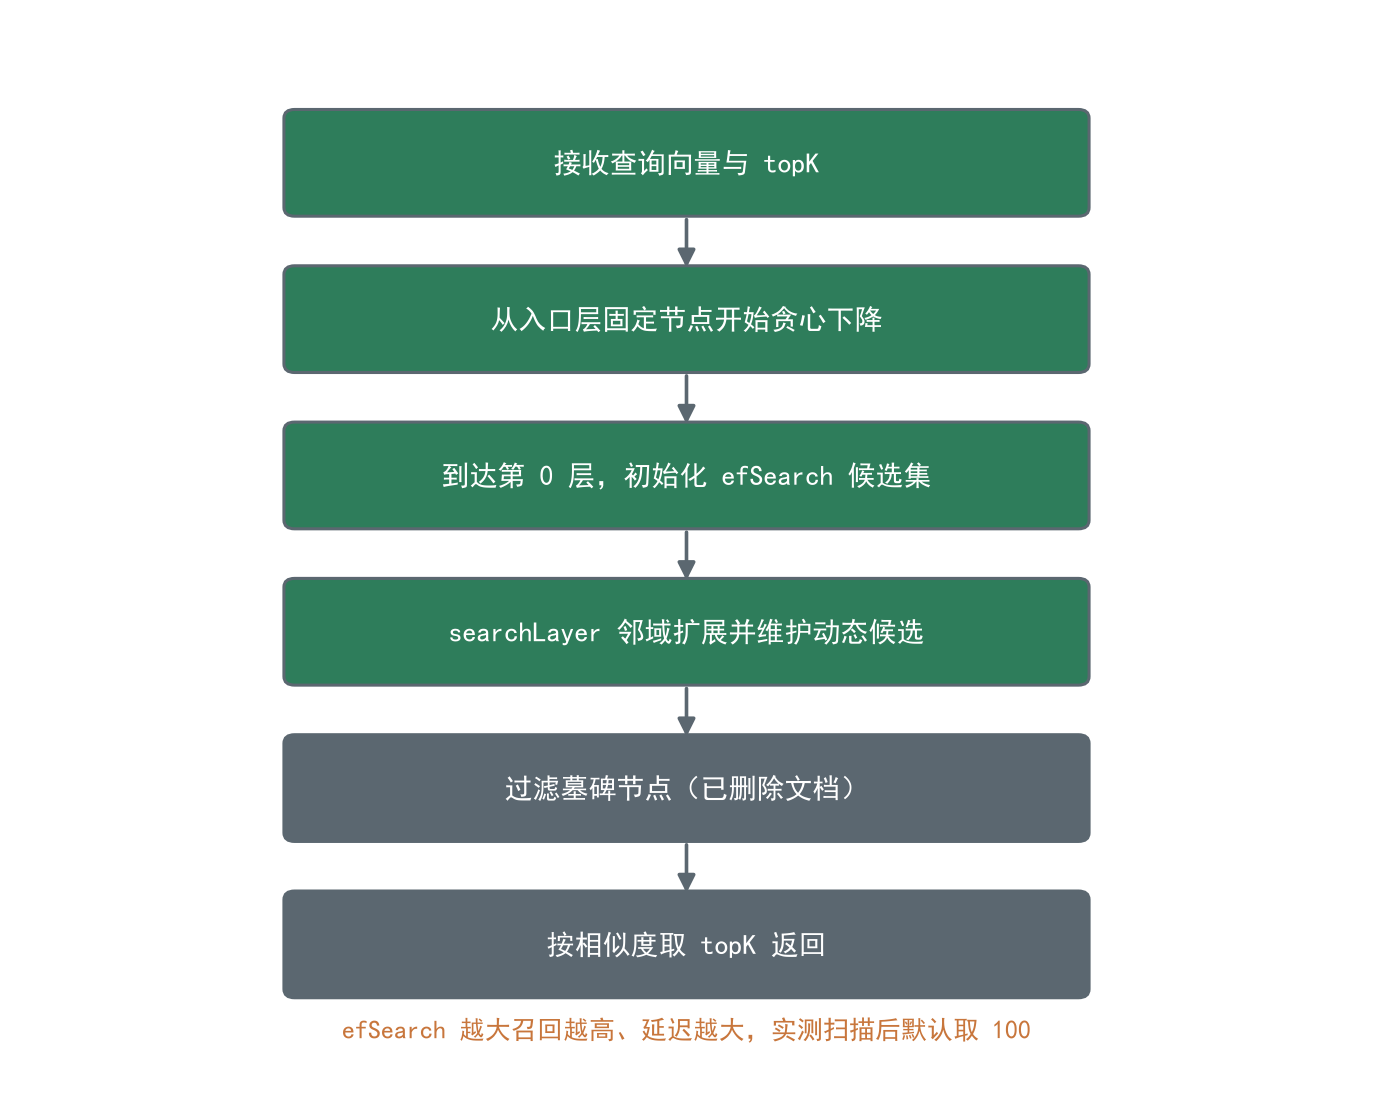 接收查询向量与 topK
从入口层固定节点开始贪心下降
到达第 0 层，初始化 efSearch 候选集
searchLayer 邻域扩展并维护动态候选
过滤墓碑节点（已删除文档）
按相似度取 topK 返回
efSearch 越大召回越高、延迟越大，实测扫描后默认取 100